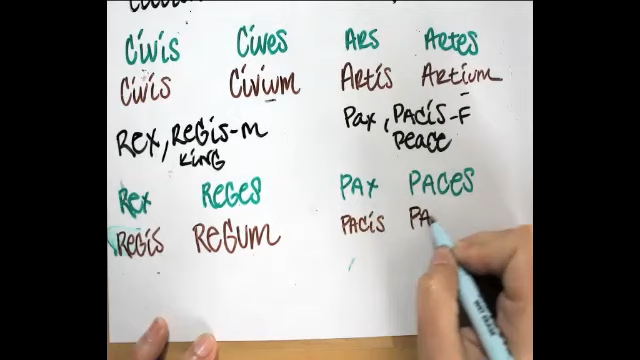 Civis Cives Ars Artes
Civis Civium Artis Artium
Rex, Regis-M Pax, Pacis-F
King Peace
Rex Reges Pax Paces
Regis Regum Pacis Pa